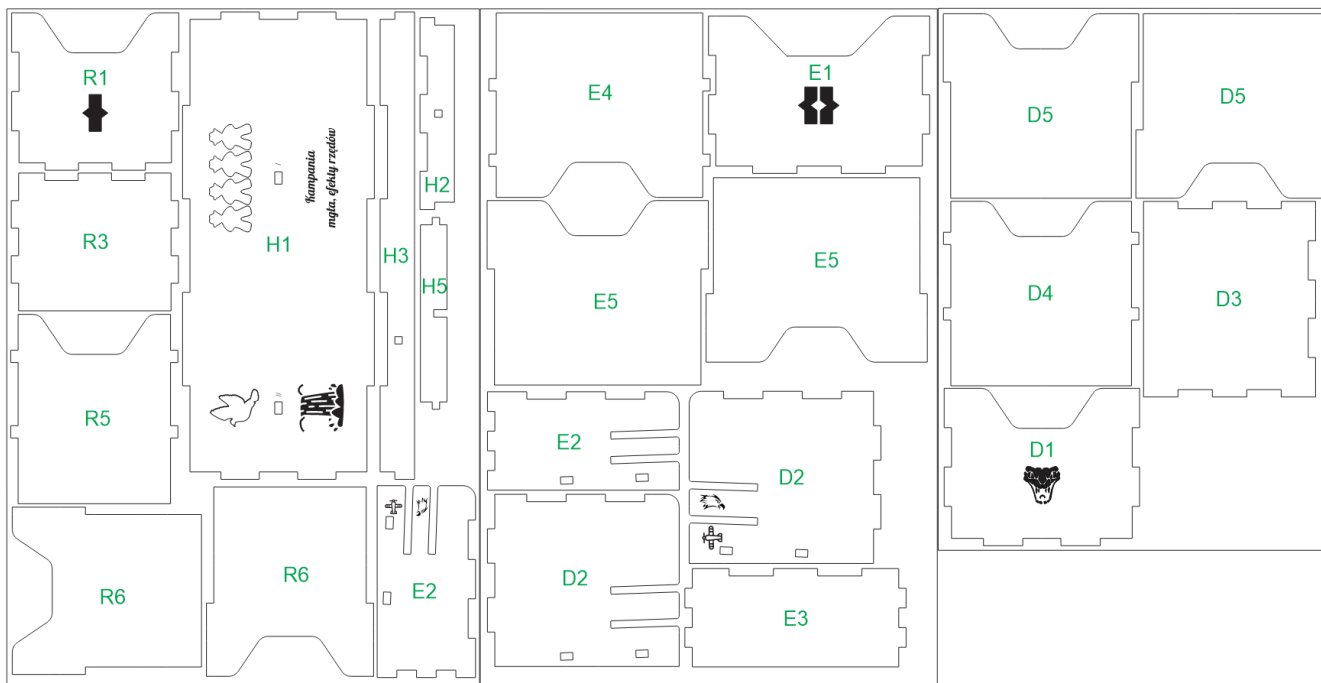 R1
R3
R5
R6
R6
H1
/
Kampania
mgła, efekty rzędów
//
H3
H2
H5
E2
E4
E1
E5
E5
E2
D2
D2
E3
D5
D5
D4
D3
D1